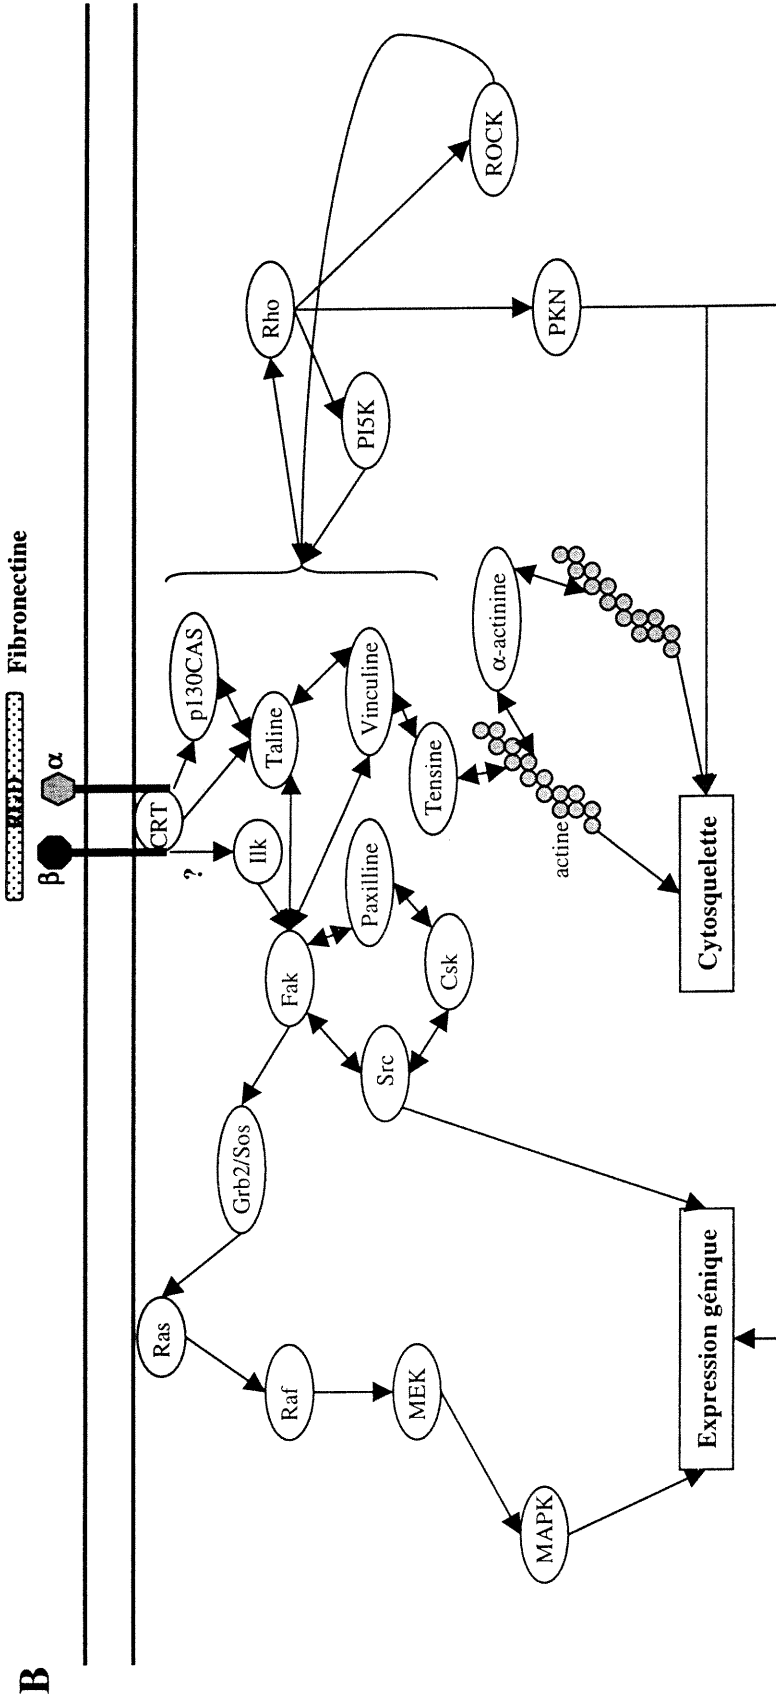 B
Fibronectine
β
α
CRT
?
p130CAS
Ilk
Taline
Fak
Paxilline
Vinculine
Tensine
Csk
Src
Grb2/Sos
Ras
Raf
MEK
MAPK
Rho
PI5K
ROCK
PKN
α-actinine
actine
Expression génique
Cytosquelette